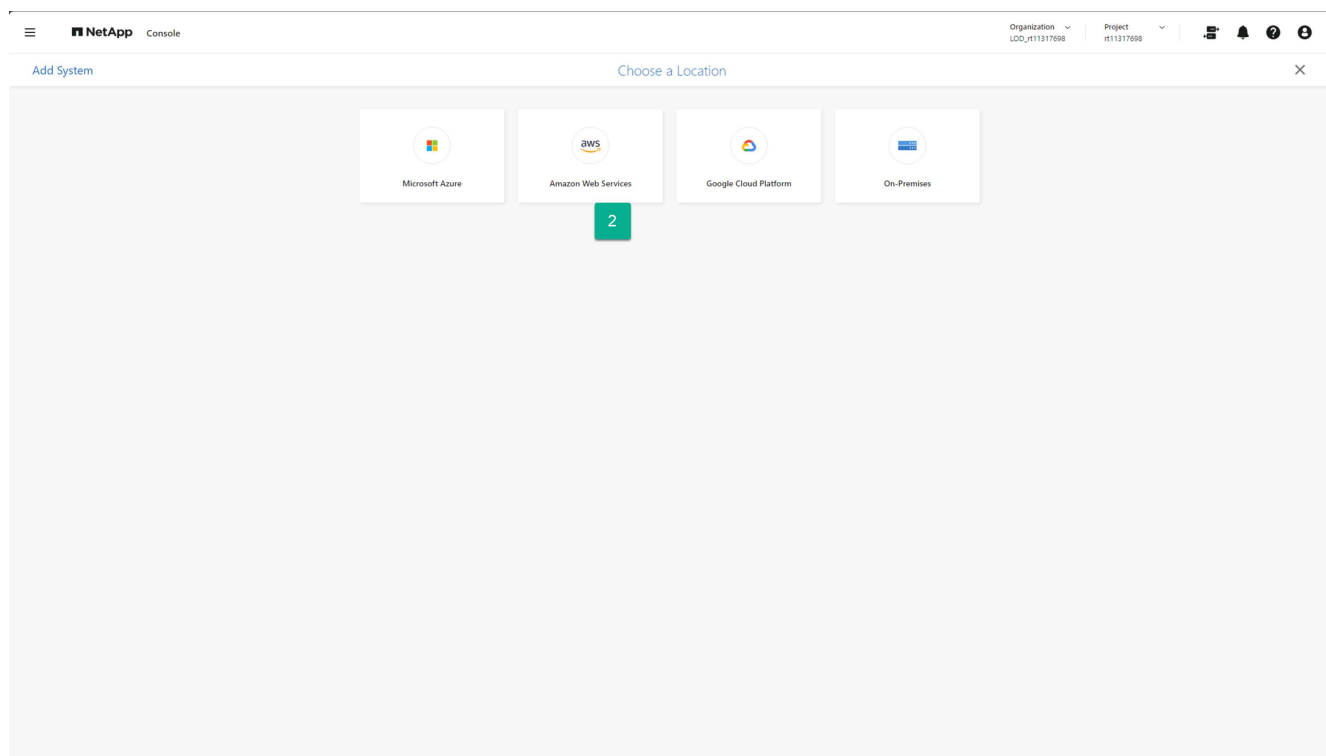 NetApp Console
Organization
LOD_rt11317698
Project
rt11317698
Add System
Choose a Location
aws
Microsoft Azure
Amazon Web Services
Google Cloud Platform
On-Premises
2